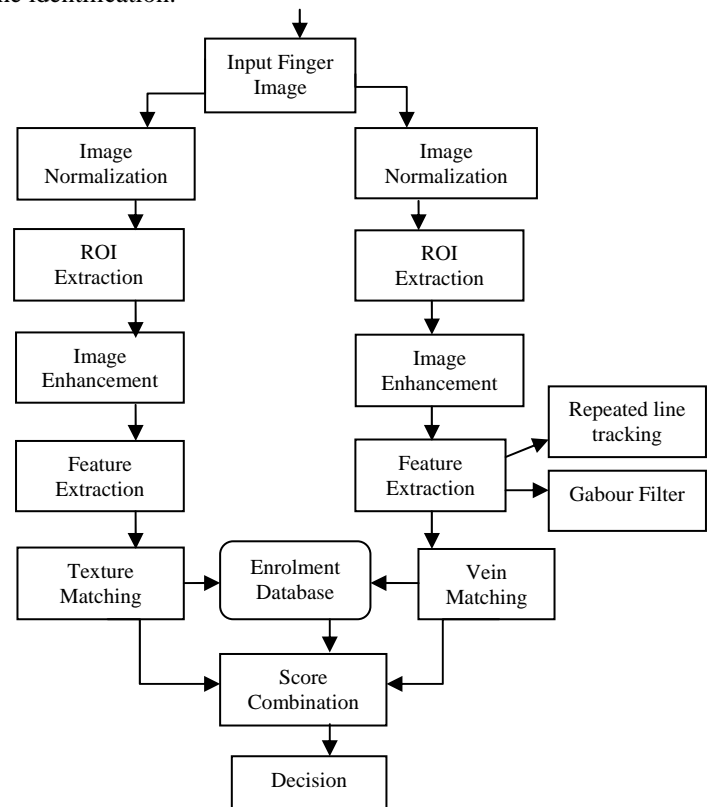 Input Finger
Image
Image
Normalization
Image
Normalization
ROI
Extraction
ROI
Extraction
Image
Enhancement
Image
Enhancement
Repeated line
tracking
Feature
Extraction
Feature
Extraction
Gabour Filter
Texture
Matching
Enrolment
Database
Vein
Matching
Score
Combination
Decision